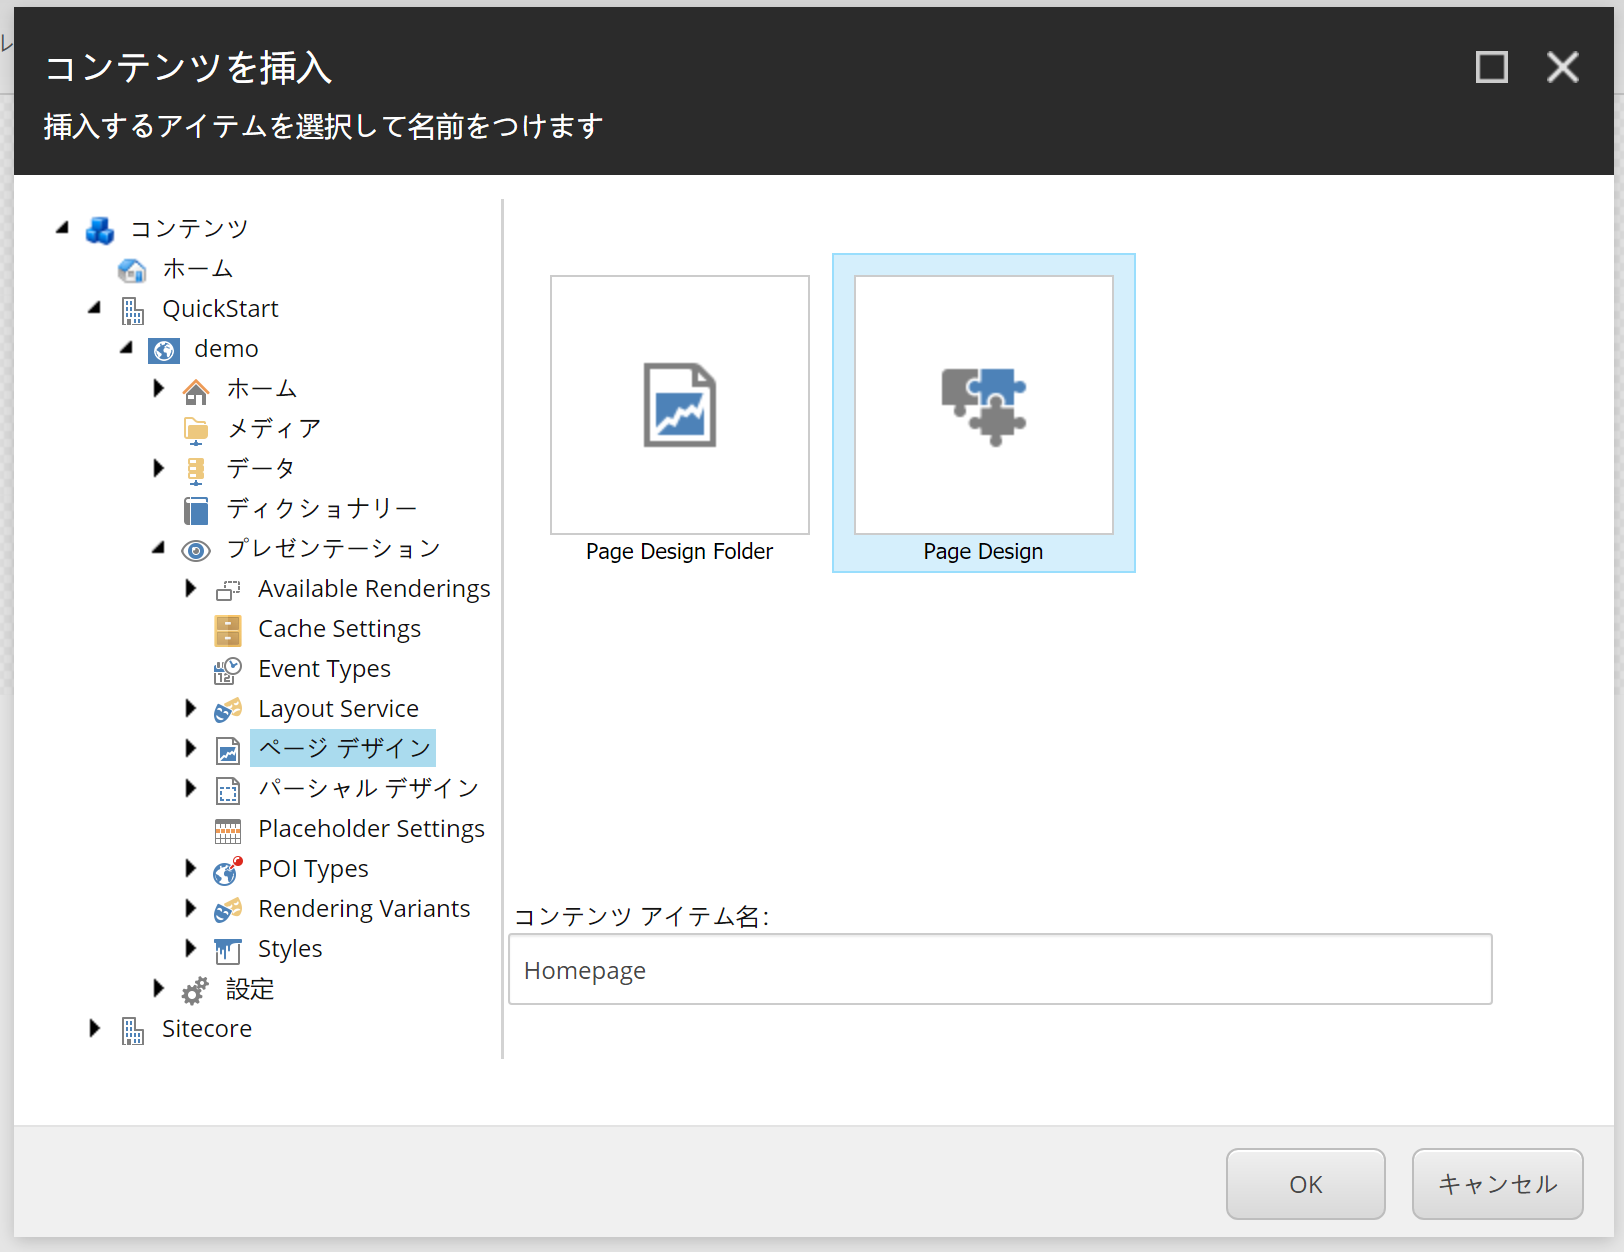 コンテンツを挿入
挿入するアイテムを選択して名前をつけます
コンテンツ
ホーム
QuickStart
demo
ホーム
メディア
データ
ディクショナリー
プレゼンテーション
Available Renderings
Cache Settings
Event Types
Layout Service
ページ デザイン
パーシャル デザイン
Placeholder Settings
POI Types
Rendering Variants
Styles
設定
Sitecore
Page Design Folder
Page Design
コンテンツ アイテム名:
Homepage
OK
キャンセル